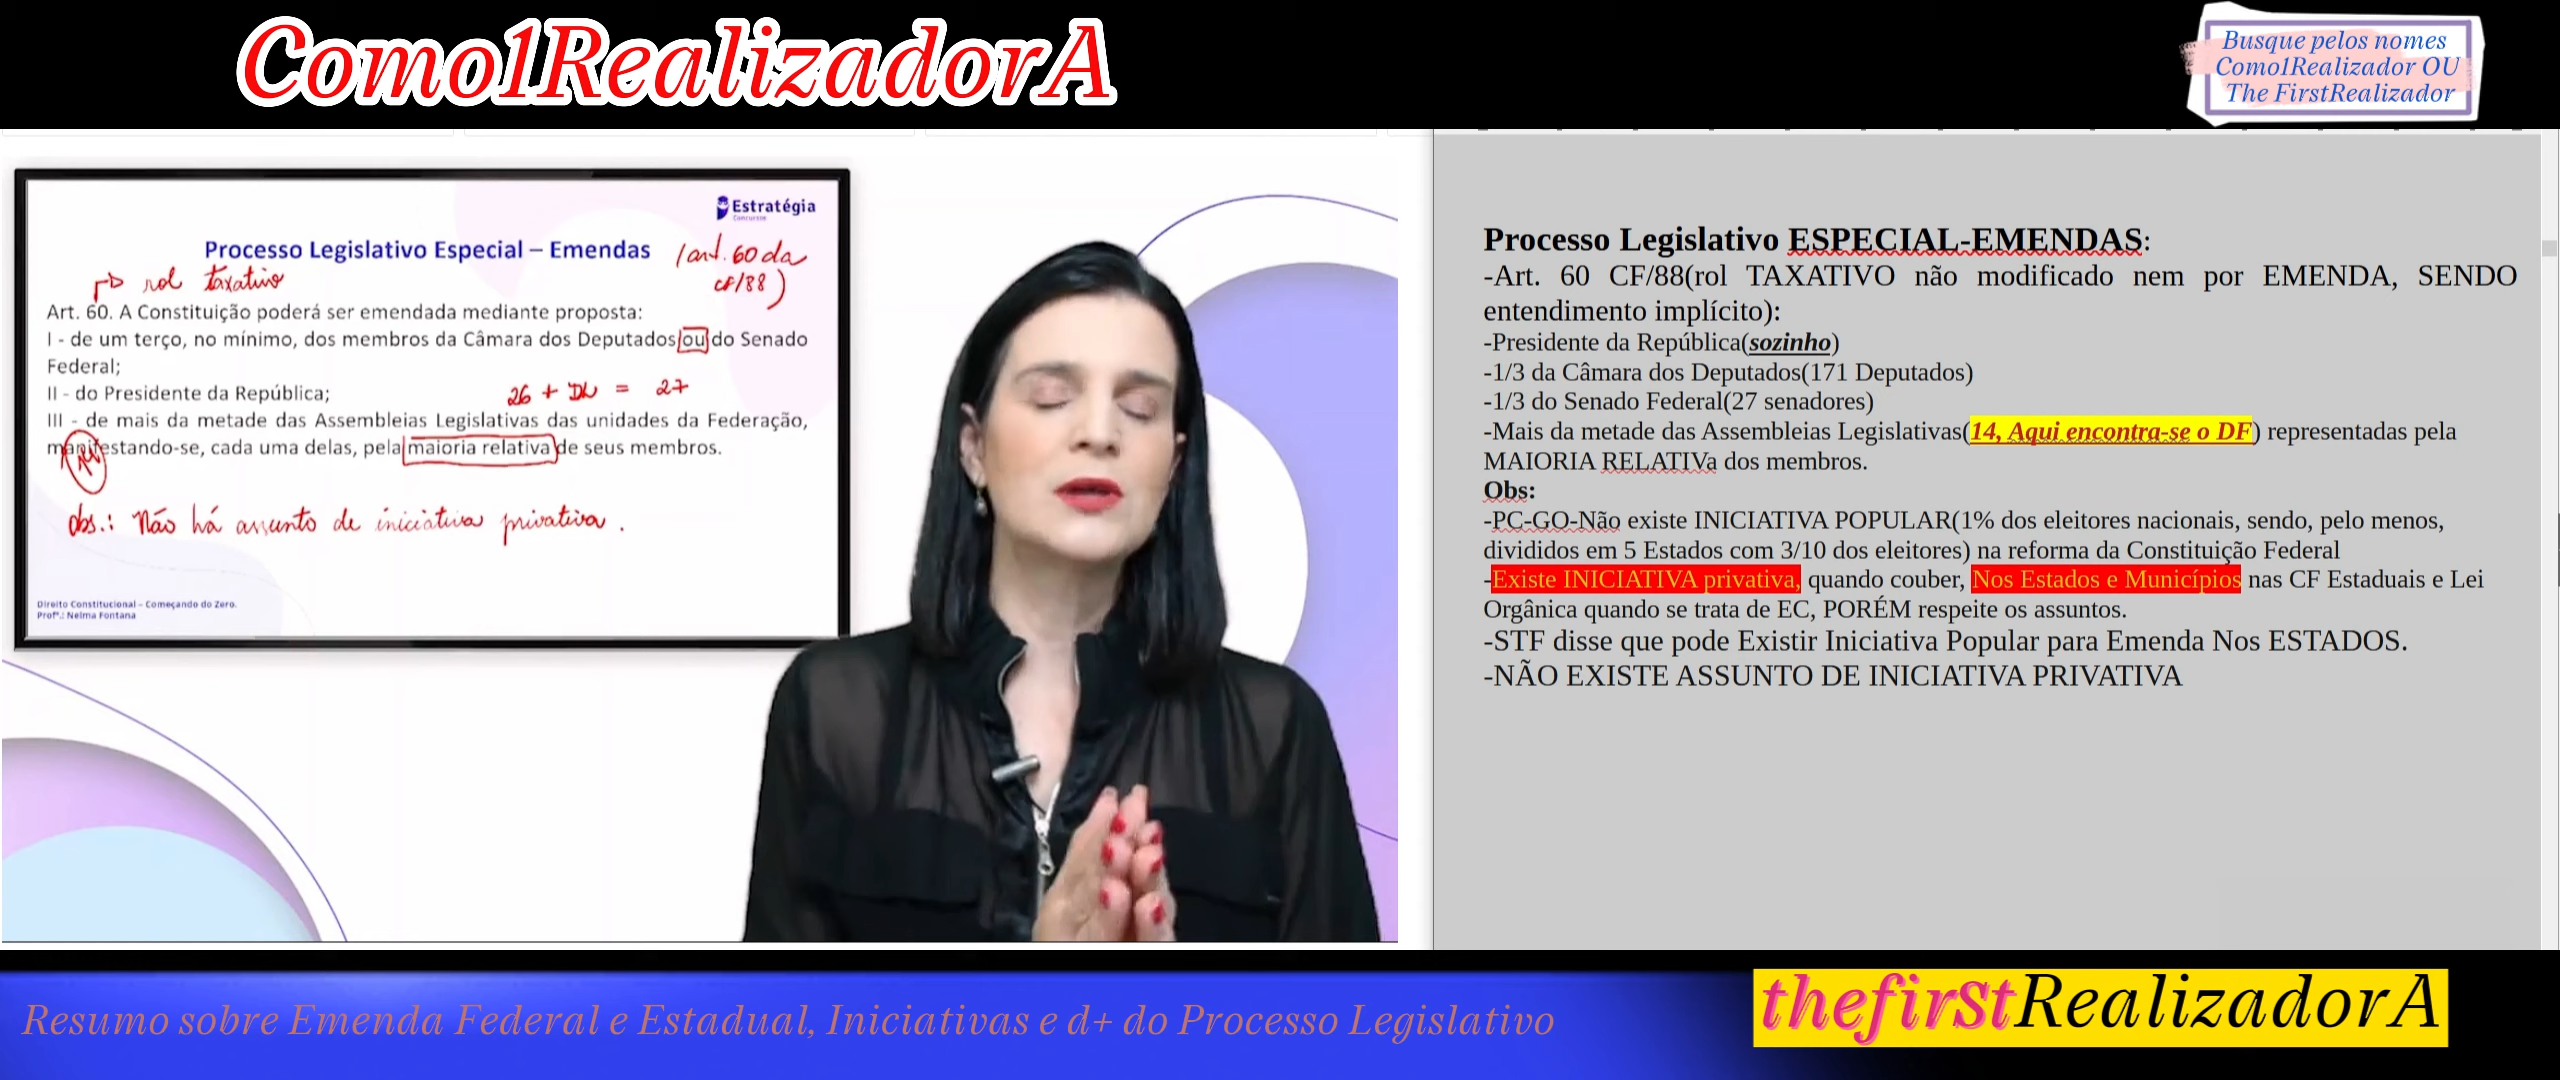 Como1RealizadorA
Busque pelos nomes
Como1Realizador OU
The FirstRealizador
Estratégia
Concursos
Processo Legislativo Especial – Emendas
(art. 60 da
CF/88)
rol taxativo
Art. 60. A Constituição poderá ser emendada mediante proposta:
I - de um terço, no mínimo, dos membros da Câmara dos Deputados ou do Senado
Federal;
II - do Presidente da República;
26 + DF = 27
III - de mais da metade das Assembleias Legislativas das unidades da Federação,
manifestando-se, cada uma delas, pela maioria relativa de seus membros.
14
Obs.: Não há assunto de iniciativa privativa.
Direito Constitucional – Começando do Zero.
Profª.: Nelma Fontana
Processo Legislativo ESPECIAL-EMENDAS:
-Art. 60 CF/88(rol TAXATIVO não modificado nem por EMENDA, SENDO
entendimento implícito):
-Presidente da República(sozinho)
-1/3 da Câmara dos Deputados(171 Deputados)
-1/3 do Senado Federal(27 senadores)
-Mais da metade das Assembleias Legislativas(14, Aqui encontra-se o DF) representadas pela
MAIORIA RELATIVa dos membros.
Obs:
-PC-GO-Não existe INICIATIVA POPULAR(1% dos eleitores nacionais, sendo, pelo menos,
divididos em 5 Estados com 3/10 dos eleitores) na reforma da Constituição Federal
-Existe INICIATIVA privativa, quando couber, Nos Estados e Municípios nas CF Estaduais e Lei
Orgânica quando se trata de EC, PORÉM respeite os assuntos.
-STF disse que pode Existir Iniciativa Popular para Emenda Nos ESTADOS.
-NÃO EXISTE ASSUNTO DE INICIATIVA PRIVATIVA
Resumo sobre Emenda Federal e Estadual, Iniciativas e d+ do Processo Legislativo
thefirstRealizadorA